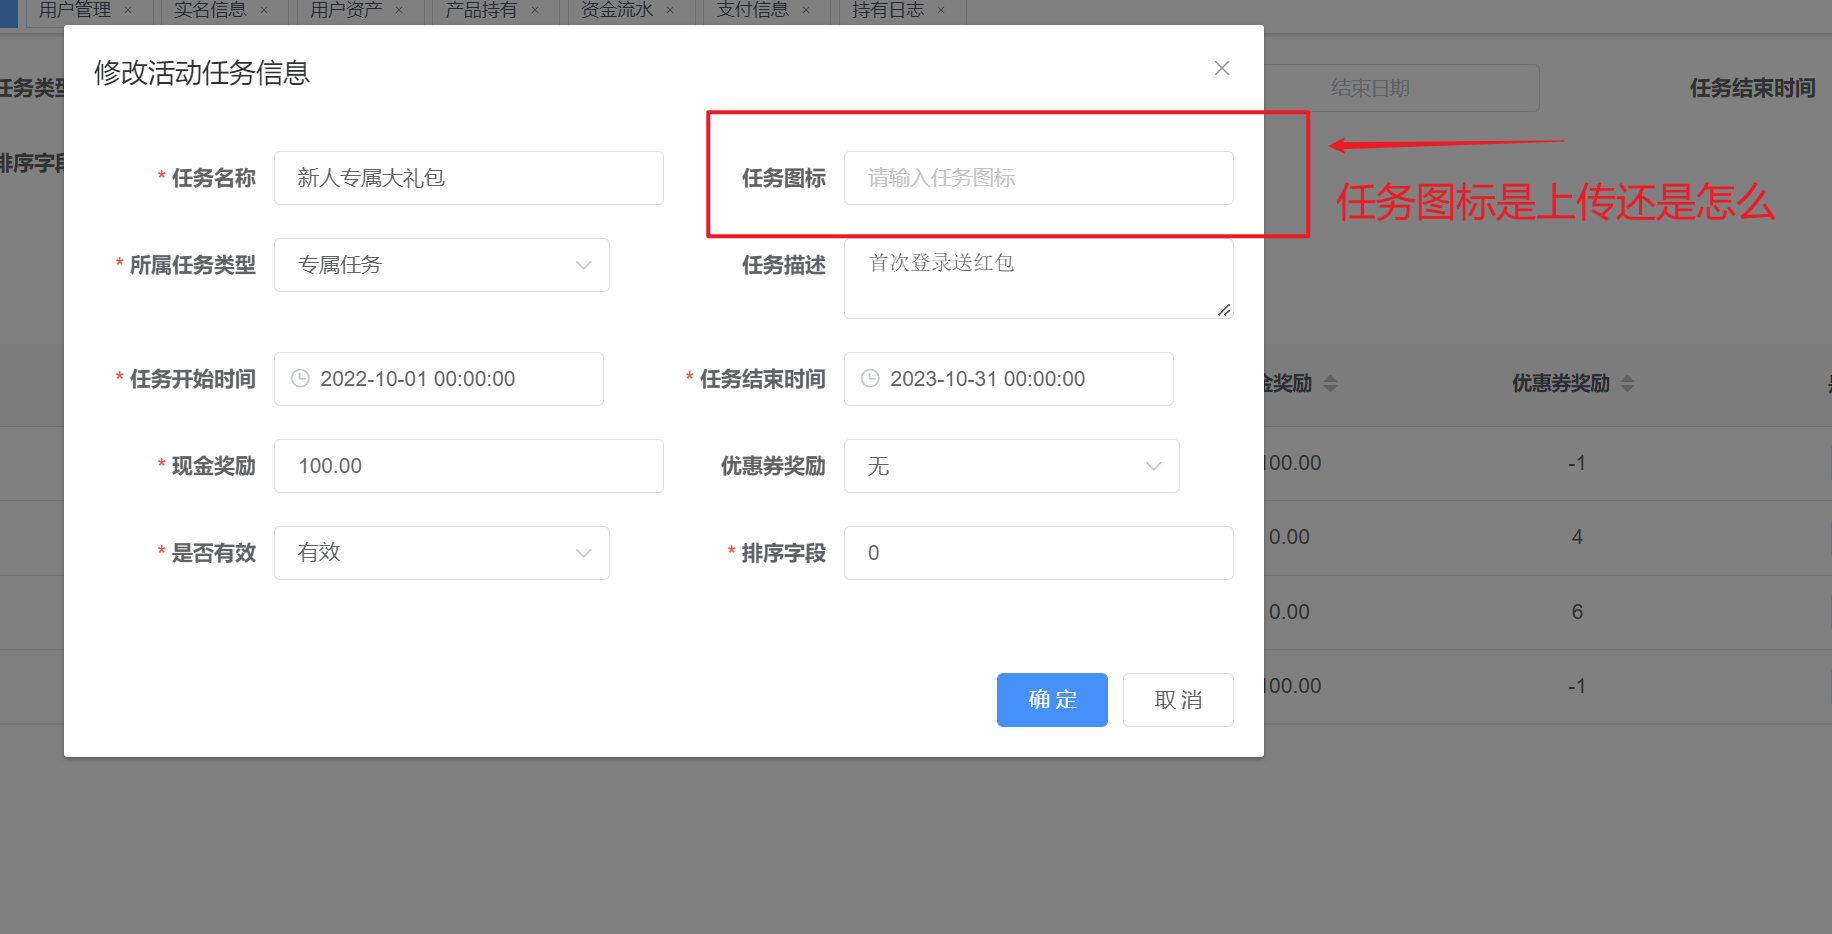 用户管理 × 实名信息 × 用户资产 × 产品持有 × 资金流水 × 支付信息 × 持有日志 ×
修改活动任务信息
任务类型 结束日期 任务结束时间
排序字段
* 任务名称 新人专属大礼包 任务图标 请输入任务图标
任务图标是上传还是怎么
* 所属任务类型 专属任务 任务描述 首次登录送红包
* 任务开始时间 2022-10-01 00:00:00 * 任务结束时间 2023-10-31 00:00:00
金奖励 优惠券奖励
* 现金奖励 100.00 优惠券奖励 无
100.00 -1
* 是否有效 有效 * 排序字段 0
0.00 4
0.00 6
确 定 取 消
100.00 -1